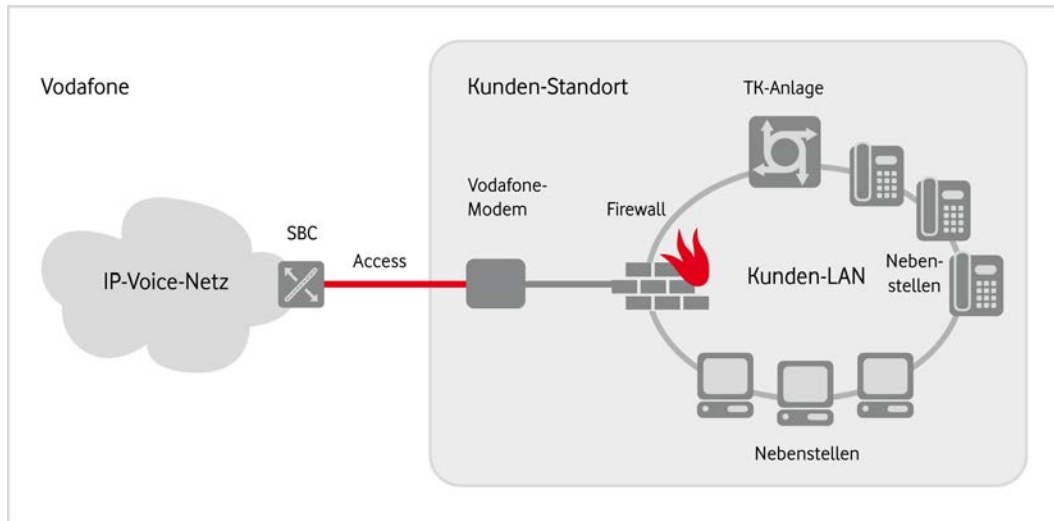 Vodafone
Kunden-Standort
TK-Anlage
Vodafone-
Modem
Firewall
SBC
Access
IP-Voice-Netz
Kunden-LAN
Neben-
stellen
Nebenstellen